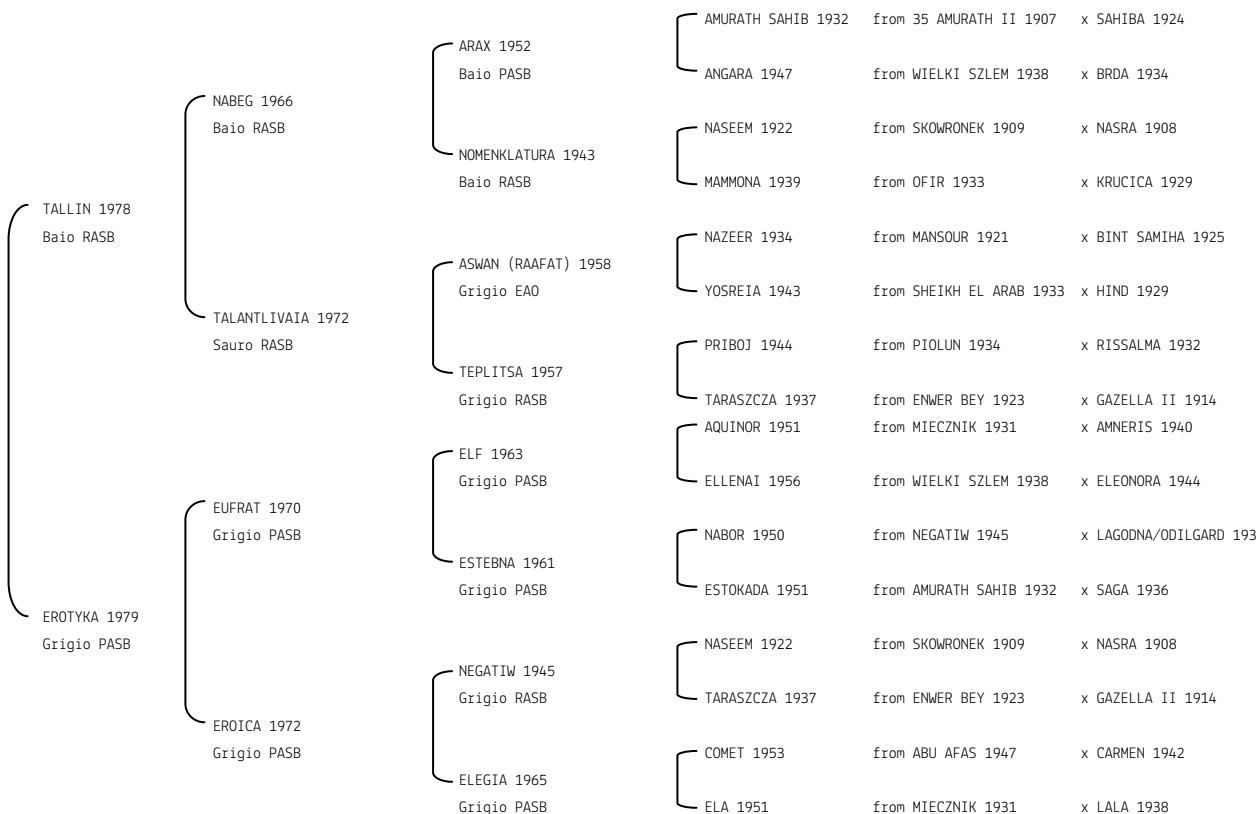 AMURATH SAHIB 1932 from 35 AMURATH II 1907 x SAHIBA 1924
ARAX 1952
Baio PASB
ANGARA 1947 from WIELKI SZLEM 1938 x BRDA 1934
NABEG 1966
Baio RASB
NASEEM 1922 from SKOWRONEK 1909 x NASRA 1908
NOMENKLATURA 1943
Baio RASB
MAMMONA 1939 from OFIR 1933 x KRUCICA 1929
TALLIN 1978
Baio RASB
NAZEER 1934 from MANSOUR 1921 x BINT SAMIHA 1925
ASWAN (RAAFAT) 1958
Grigio EAO
YOSREIA 1943 from SHEIKH EL ARAB 1933 x HIND 1929
TALANTLIVAIA 1972
Sauro RASB
PRIBOJ 1944 from PIOLUN 1934 x RISSALMA 1932
TEPLITSA 1957
Grigio RASB
TARASZCZA 1937 from ENWER BEY 1923 x GAZELLA II 1914
AQUINOR 1951 from MIECZNIK 1931 x AMNERIS 1940
ELF 1963
Grigio PASB
ELLENAI 1956 from WIELKI SZLEM 1938 x ELEONORA 1944
EUFRAT 1970
Grigio PASB
NABOR 1950 from NEGATIW 1945 x LAGODNA/ODILGARD 193
ESTEBNA 1961
Grigio PASB
ESTOKADA 1951 from AMURATH SAHIB 1932 x SAGA 1936
EROTYKA 1979
Grigio PASB
NASEEM 1922 from SKOWRONEK 1909 x NASRA 1908
NEGATIW 1945
Grigio RASB
TARASZCZA 1937 from ENWER BEY 1923 x GAZELLA II 1914
EROICA 1972
Grigio PASB
COMET 1953 from ABU AFAS 1947 x CARMEN 1942
ELEGIA 1965
Grigio PASB
ELA 1951 from MIECZNIK 1931 x LALA 1938